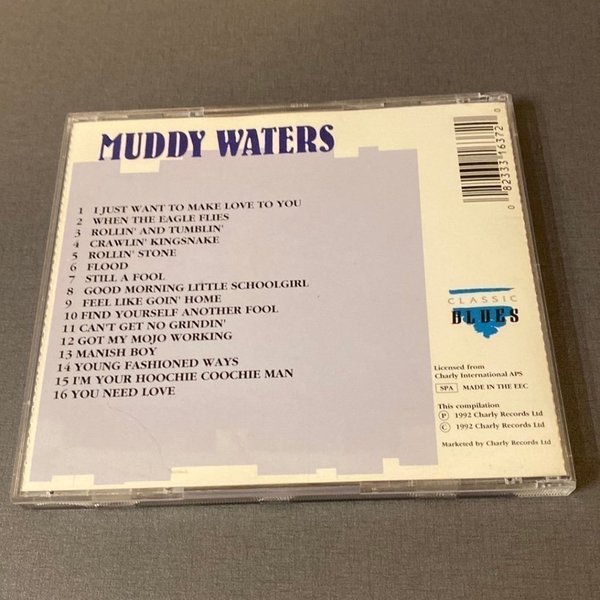 MUDDY WATERS
1 I JUST WANT TO MAKE LOVE TO YOU
2 WHEN THE EAGLE FLIES
3 ROLLIN' AND TUMBLIN'
4 CRAWLIN' KINGSNAKE
5 ROLLIN' STONE
6 FLOOD
7 STILL A FOOL
8 GOOD MORNING LITTLE SCHOOLGIRL
9 FEEL LIKE GOIN' HOME
10 FIND YOURSELF ANOTHER FOOL
11 CAN'T GET NO GRINDIN'
12 GOT MY MOJO WORKING
13 MANISH BOY
14 YOUNG FASHIONED WAYS
15 I'M YOUR HOOCHIE COOCHIE MAN
16 YOU NEED LOVE
0 82333 16372 0
CLASSIC
BLUES
Licensed from
Charly International APS
SPA MADE IN THE EEC
This compilation
Ⓟ 1992 Charly Records Ltd
© 1992 Charly Records Ltd
Marketed by Charly Records Ltd